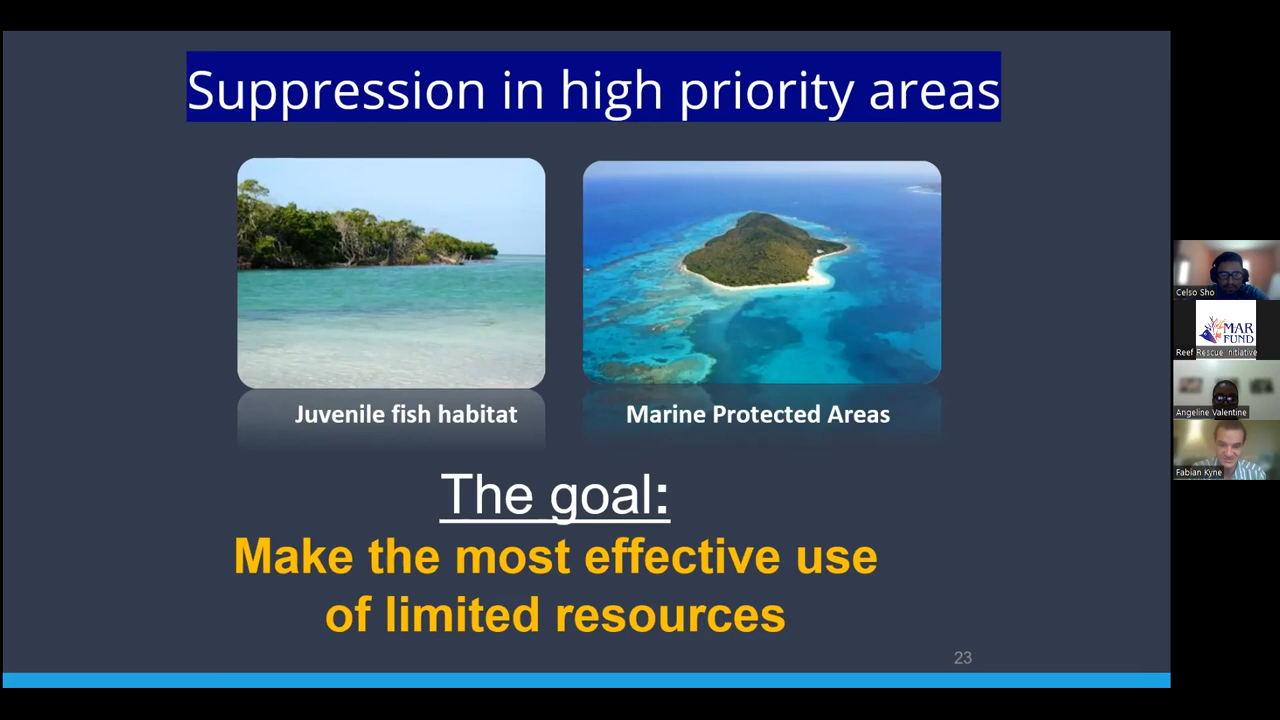 Suppression in high priority areas
Juvenile fish habitat
Marine Protected Areas
The goal:
Make the most effective use
of limited resources
23
Celso Sho
MAR
FUND
Reef Rescue Initiative
Angeline Valentine
Fabian Kyne